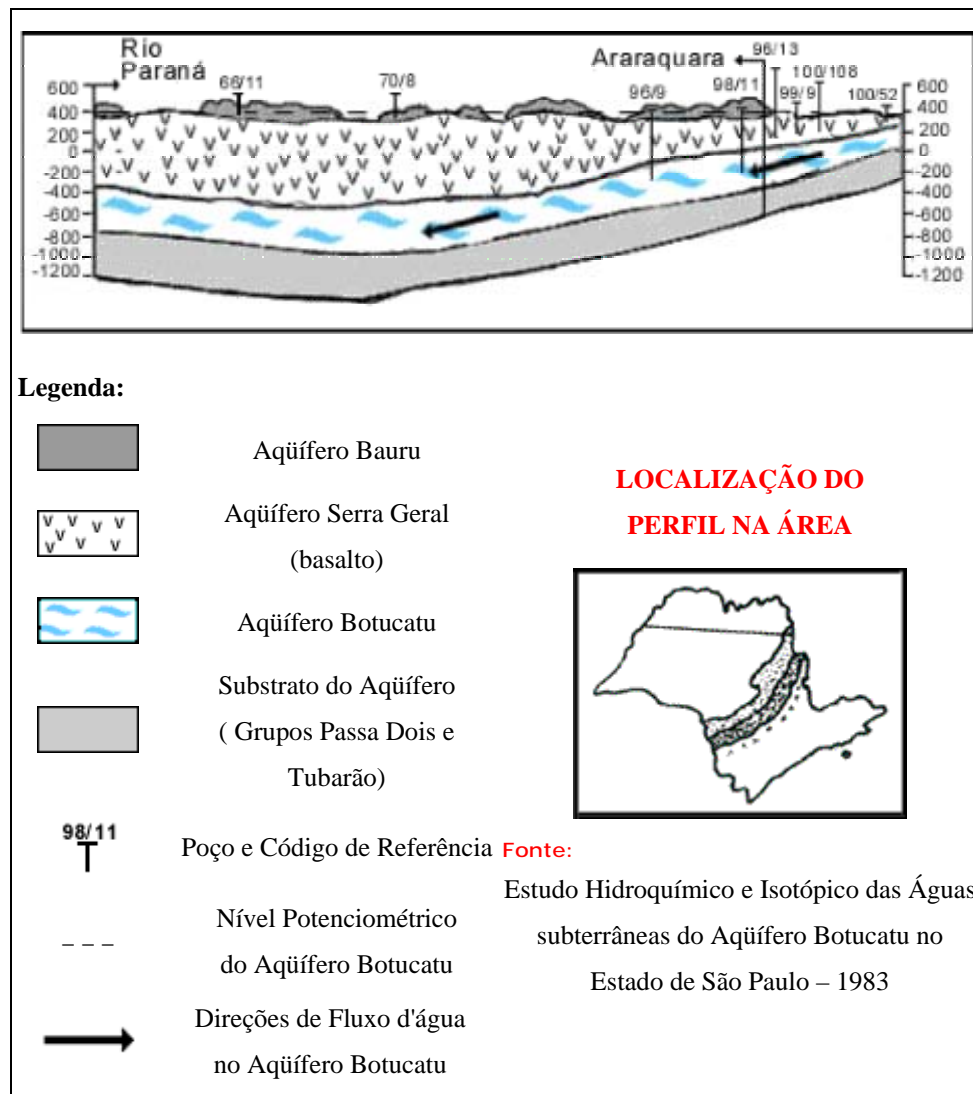 Rio
Paraná
66/11
70/8
Araraquara
96/13
96/9
98/11
99/9
100/108
100/52
600
400
200
0
-200
-400
-600
-800
-1000
-1200
600
400
200
0
-200
-400
-600
-800
-1000
-1200
Legenda:
Aqüífero Bauru
Aqüífero Serra Geral
(basalto)
Aqüífero Botucatu
Substrato do Aqüífero
( Grupos Passa Dois e
Tubarão)
98/11
Poço e Código de Referência
Nível Potenciométrico
do Aqüífero Botucatu
Direções de Fluxo d'água
no Aqüífero Botucatu
LOCALIZAÇÃO DO
PERFIL NA ÁREA
Fonte:
Estudo Hidroquímico e Isotópico das Águas
subterrâneas do Aqüífero Botucatu no
Estado de São Paulo – 1983